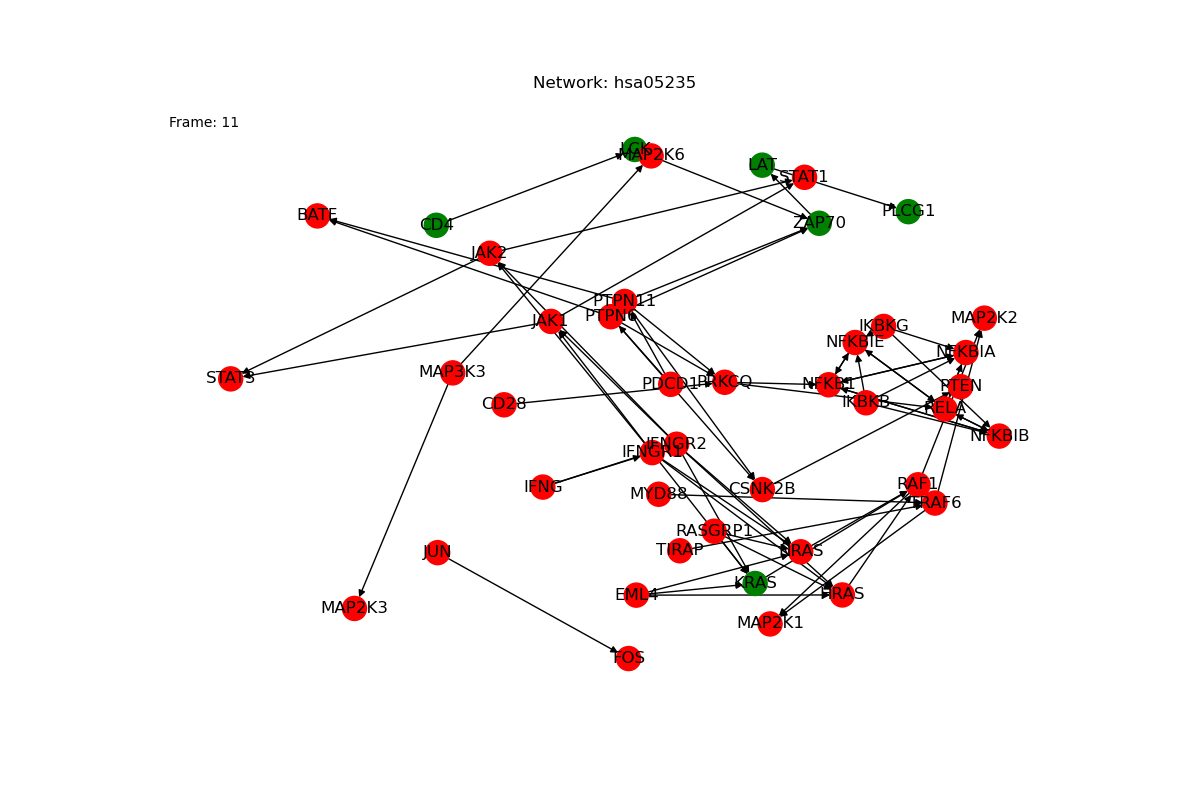 Network: hsa05235
Frame: 11
LCK
MAP2K6
LAT
STAT1
BATF
CD4
PLCG1
ZAP70
JAK2
PTPN11
PTPN6
JAK1
IKBKG
MAP2K2
NFKBIE
NFKBIA
STAT3
MAP3K3
PDCD1
PRKCQ
NFKB1
PTEN
CD28
IKBKB
RELA
NFKBIB
IFNGR2
IFNGR1
IFNG
MYD88
CSNK2B
RAF1
TRAF6
RASGRP1
TIRAP
NRAS
JUN
KRAS
EML4
HRAS
MAP2K3
MAP2K1
FOS